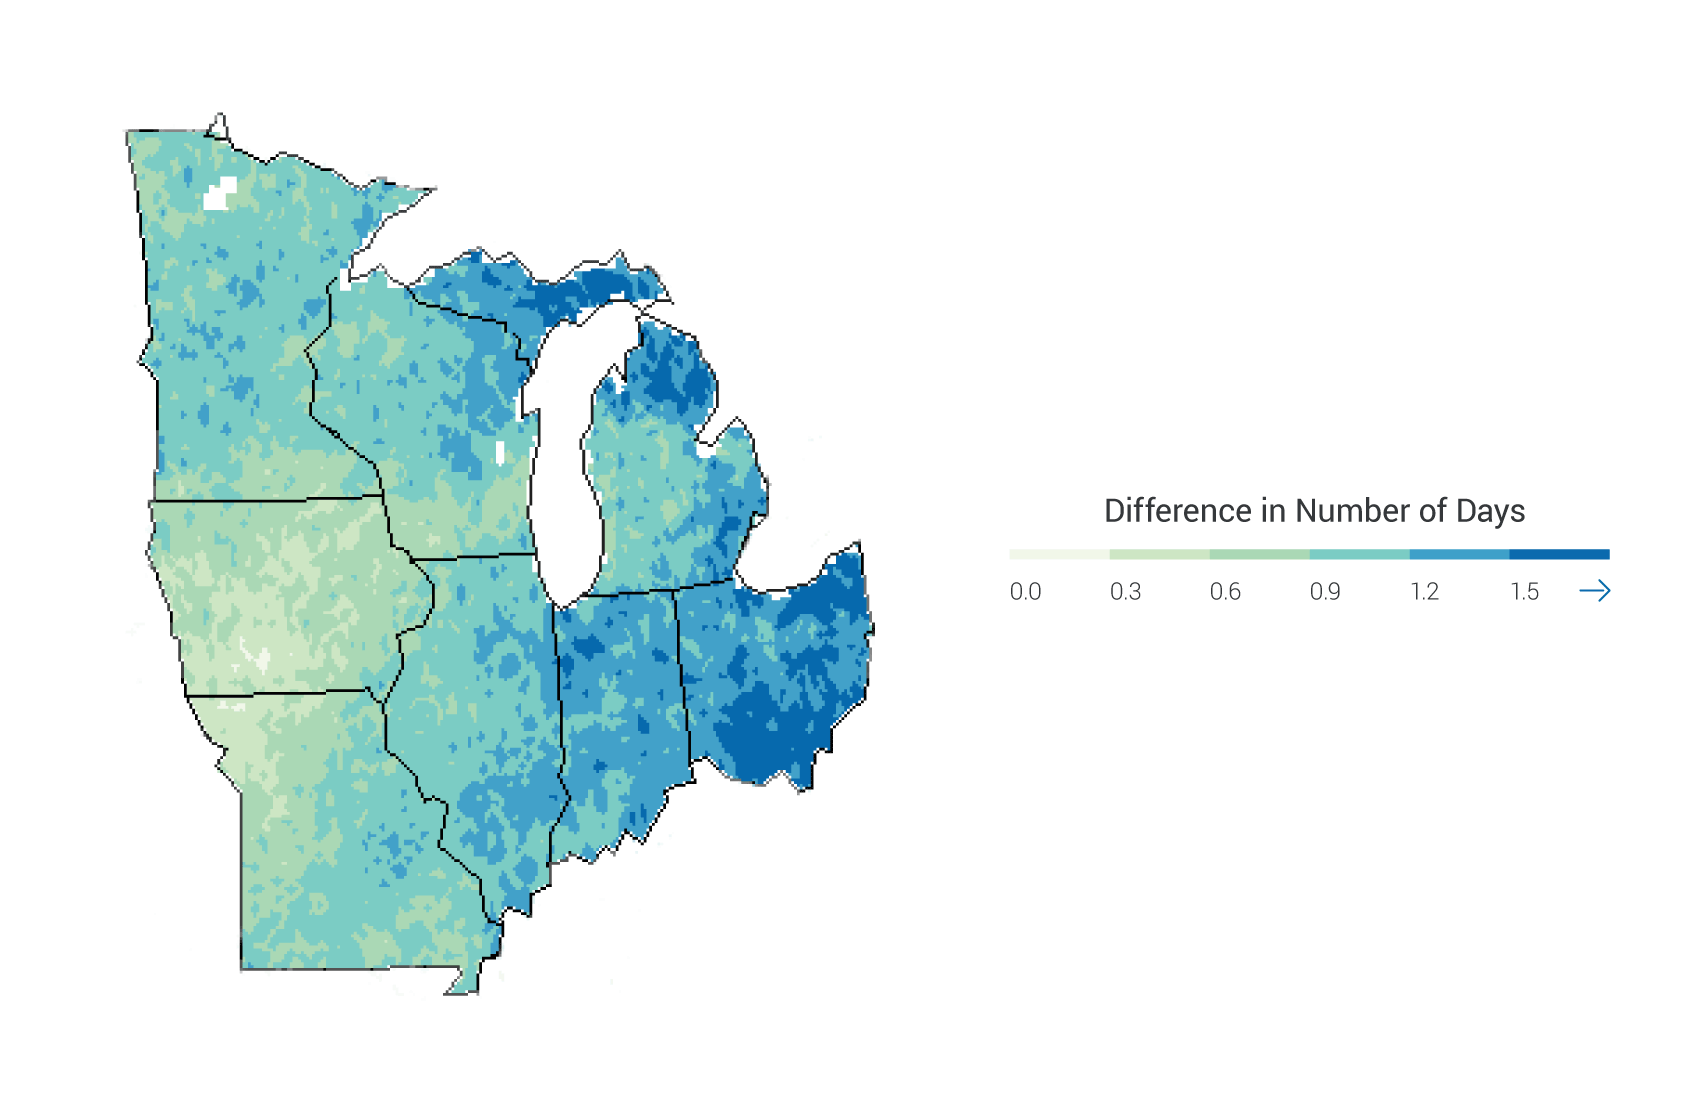 Difference in Number of Days
0.0 0.3 0.6 0.9 1.2 1.5